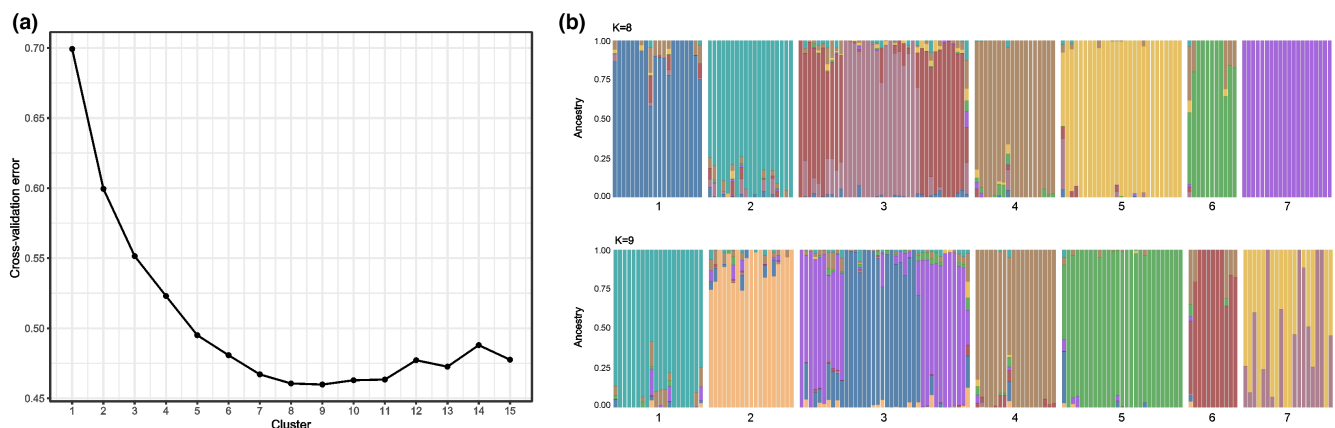 (a)
Cross-validation error
0.70
0.65
0.60
0.55
0.50
0.45
1 2 3 4 5 6 7 8 9 10 11 12 13 14 15
Cluster
(b)
K=8
Ancestry
1.00
0.75
0.50
0.25
0.00
1 2 3 4 5 6 7
K=9
Ancestry
1.00
0.75
0.50
0.25
0.00
1 2 3 4 5 6 7